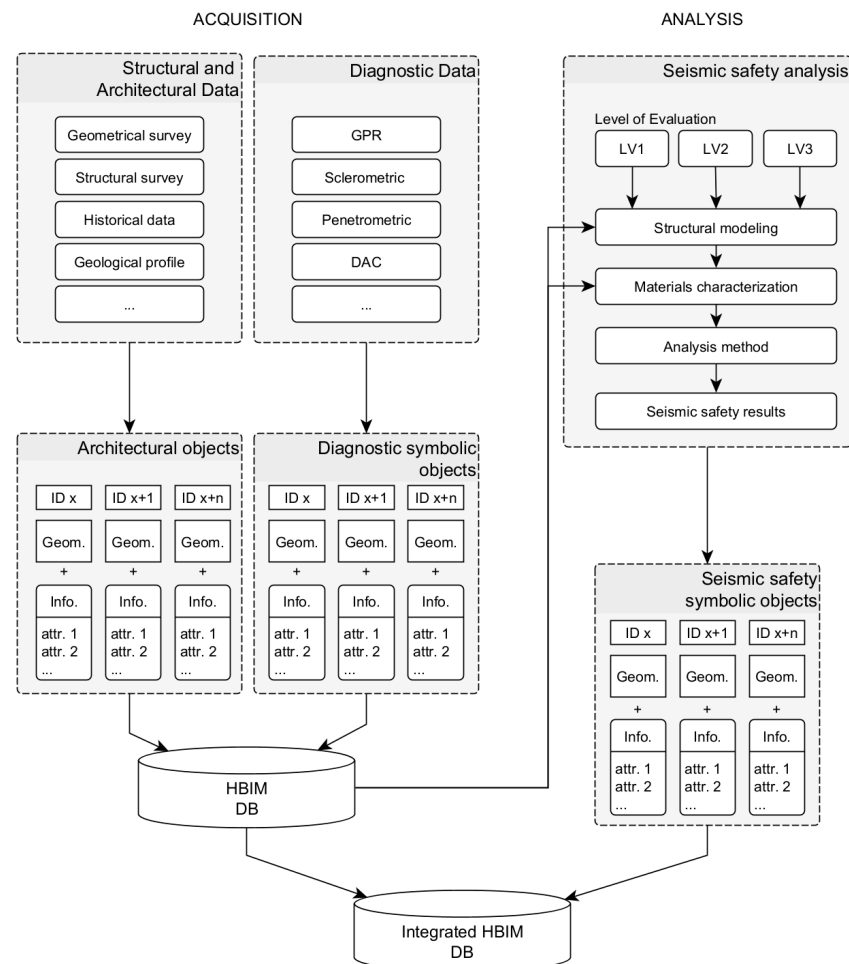 ACQUISITION
ANALYSIS
Structural and
Architectural Data
Geometrical survey
Structural survey
Historical data
Geological profile
...
Diagnostic Data
GPR
Sclerometric
Penetrometric
DAC
...
Seismic safety analysis
Level of Evaluation
LV1
LV2
LV3
Structural modeling
Materials characterization
Analysis method
Seismic safety results
Architectural objects
ID x
ID x+1
ID x+n
Geom.
Geom.
Geom.
+
+
+
Info.
Info.
Info.
attr. 1
attr. 2
...
attr. 1
attr. 2
...
attr. 1
attr. 2
...
Diagnostic symbolic
objects
ID x
ID x+1
ID x+n
Geom.
Geom.
Geom.
+
+
+
Info.
Info.
Info.
attr. 1
attr. 2
...
attr. 1
attr. 2
...
attr. 1
attr. 2
...
Seismic safety
symbolic objects
ID x
ID x+1
ID x+n
Geom.
Geom.
Geom.
+
+
+
Info.
Info.
Info.
attr. 1
attr. 2
...
attr. 1
attr. 2
...
attr. 1
attr. 2
...
HBIM
DB
Integrated HBIM
DB